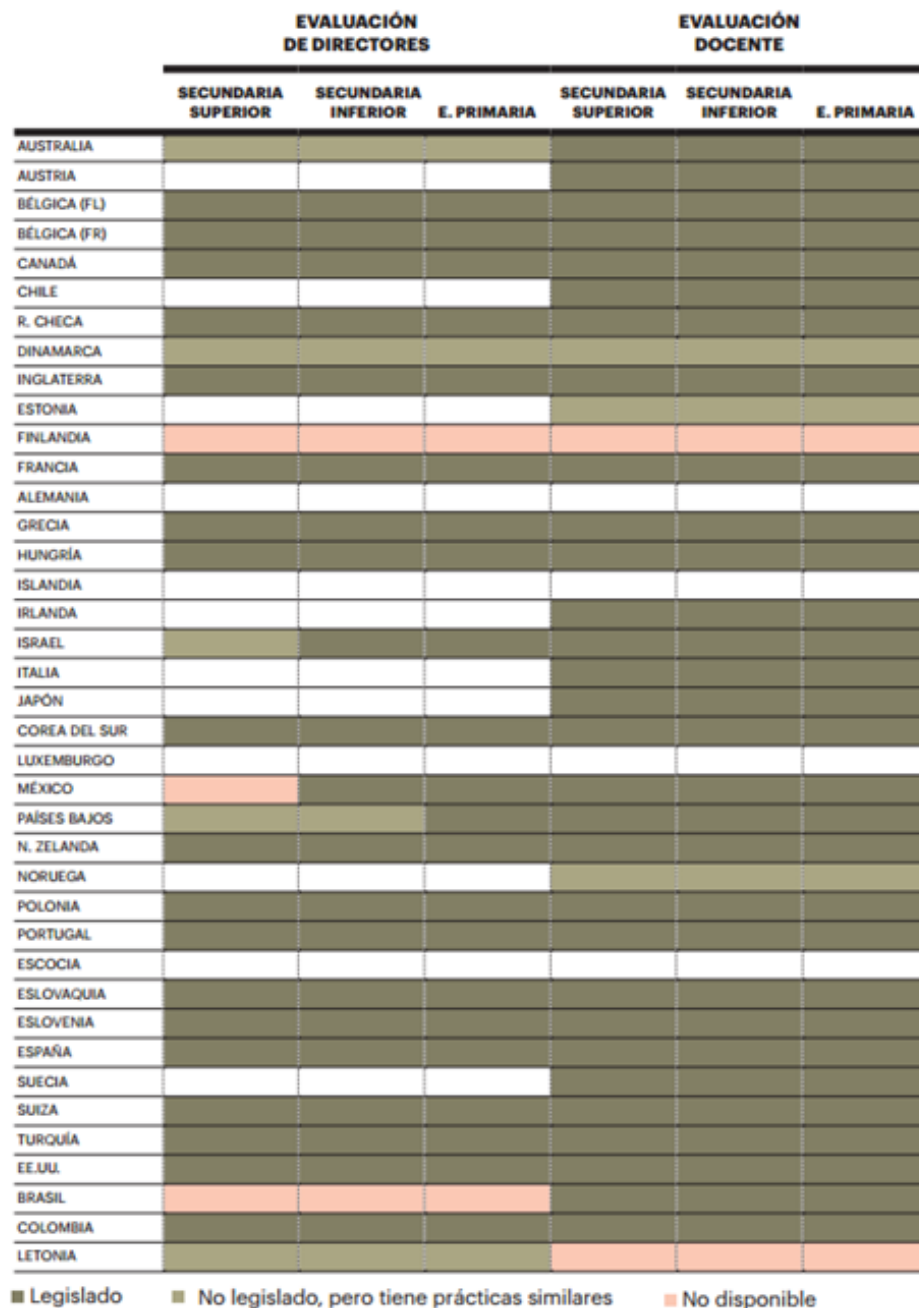 EVALUACIÓN
DE DIRECTORES
EVALUACIÓN
DOCENTE
SECUNDARIA
SUPERIOR
SECUNDARIA
INFERIOR
E. PRIMARIA
SECUNDARIA
SUPERIOR
SECUNDARIA
INFERIOR
E. PRIMARIA
AUSTRALIA
AUSTRIA
BÉLGICA (FL)
BÉLGICA (FR)
CANADÁ
CHILE
R. CHECA
DINAMARCA
INGLATERRA
ESTONIA
FINLANDIA
FRANCIA
ALEMANIA
GRECIA
HUNGRÍA
ISLANDIA
IRLANDA
ISRAEL
ITALIA
JAPÓN
COREA DEL SUR
LUXEMBURGO
MÉXICO
PAÍSES BAJOS
N. ZELANDA
NORUEGA
POLONIA
PORTUGAL
ESCOCIA
ESLOVAQUIA
ESLOVENIA
ESPAÑA
SUECIA
SUIZA
TURQUÍA
EE.UU.
BRASIL
COLOMBIA
LETONIA
Legislado No legislado, pero tiene prácticas similares No disponible